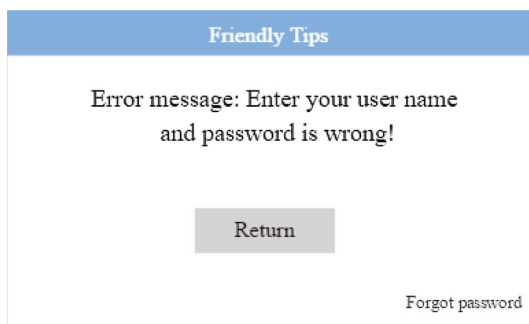 Friendly Tips
Error message: Enter your user name
and password is wrong!
Return
Forgot password